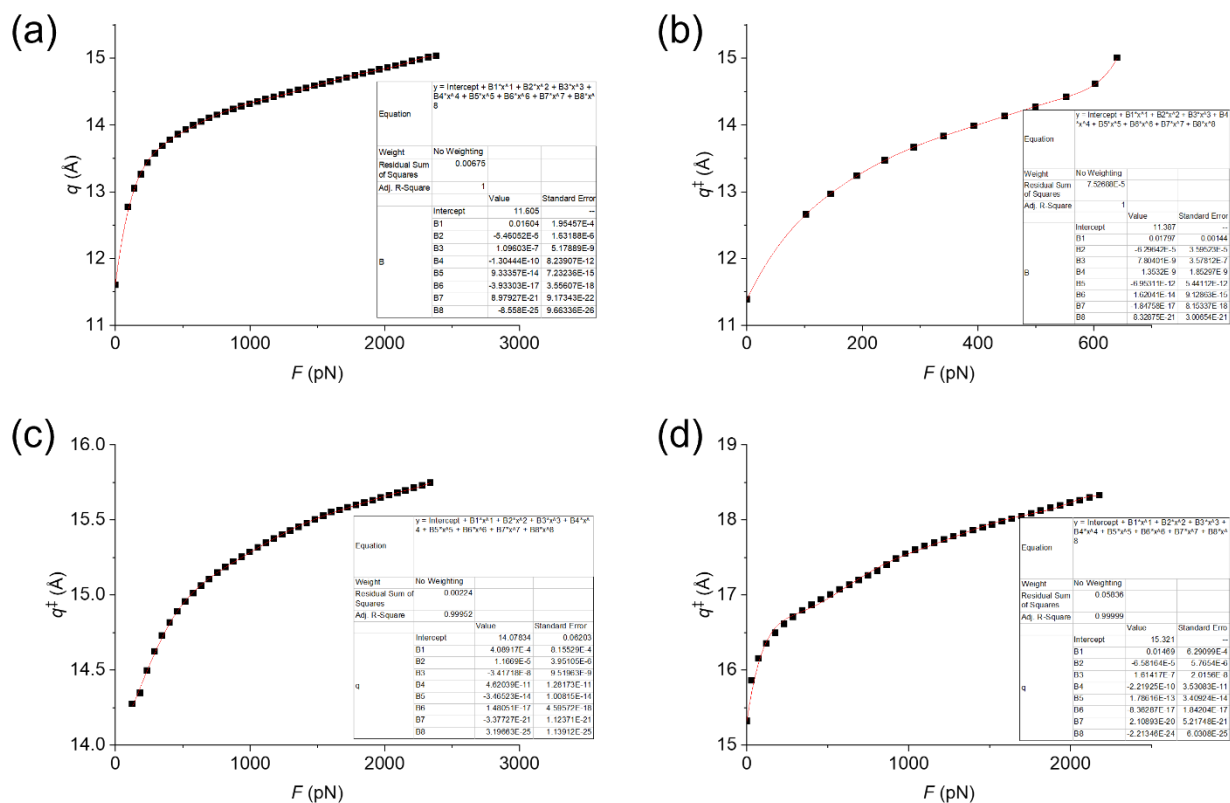 (a)
q (Å)
15
14
13
12
11
0
1000
2000
3000
F (pN)
Equation
y = Intercept + B1*x^1 + B2*x^2 + B3*x^3 +
B4*x^4 + B5*x^5 + B6*x^6 + B7*x^7 + B8*x^
8
Weight No Weighting
Residual Sum 0.00675
of Squares
Adj. R-Square 1
Value Standard Error
Intercept 11.605 --
B1 0.01604 1.95457E-4
B2 -5.46052E-5 1.63188E-6
B3 1.09603E-7 5.17889E-9
B B4 -1.30444E-10 8.23907E-12
B5 9.33357E-14 7.23236E-15
B6 -3.93303E-17 3.55607E-18
B7 8.97927E-21 9.17343E-22
B8 -8.558E-25 9.66336E-26
(b)
q‡ (Å)
15
14
13
12
11
0
200
400
600
F (pN)
Equation
y = Intercept + B1*x^1 + B2*x^2 + B3*x^3 + B4
*x^4 + B5*x^5 + B6*x^6 + B7*x^7 + B8*x^8
Weight No Weighting
Residual Sum 7.52688E-5
of Squares
Adj. R-Square 1
Value Standard Error
Intercept 11.387 --
B1 0.01797 0.00144
B2 -6.29642E-5 3.59523E-5
B3 7.80401E-9 3.57812E-7
B B4 1.3532E-9 1.85297E-9
B5 -6.95311E-12 5.44112E-12
B6 1.62041E-14 9.12863E-15
B7 -1.84758E-17 8.15337E-18
B8 8.32875E-21 3.00654E-21
(c)
q‡ (Å)
16.0
15.5
15.0
14.5
14.0
0
1000
2000
F (pN)
Equation
y = Intercept + B1*x^1 + B2*x^2 + B3*x^3 + B4*x^
4 + B5*x^5 + B6*x^6 + B7*x^7 + B8*x^8
Weight No Weighting
Residual Sum of 0.00224
Squares
Adj. R-Square 0.99952
Value Standard Error
Intercept 14.07834 0.06203
B1 4.08917E-4 8.15529E-4
B2 1.1669E-5 3.95105E-6
B3 -3.41718E-8 9.51963E-9
q B4 4.62039E-11 1.28173E-11
B5 -3.46523E-14 1.00815E-14
B6 1.48051E-17 4.59572E-18
B7 -3.37727E-21 1.12371E-21
B8 3.19663E-25 1.13912E-25
(d)
q‡ (Å)
19
18
17
16
15
0
1000
2000
F (pN)
Equation
y = Intercept + B1*x^1 + B2*x^2 + B3*x^3 +
B4*x^4 + B5*x^5 + B6*x^6 + B7*x^7 + B8*x^
8
Weight No Weighting
Residual Sum 0.05836
of Squares
Adj. R-Square 0.99999
Value Standard Erro
Intercept 15.321 --
B1 0.01469 6.29099E-4
B2 -6.58164E-5 5.7654E-6
B3 1.61417E-7 2.0156E-8
q B4 -2.21925E-10 3.53083E-11
B5 1.78616E-13 3.40924E-14
B6 8.36287E-17 1.84204E-17
B7 2.10893E-20 5.21748E-21
B8 -2.21346E-24 6.0308E-25